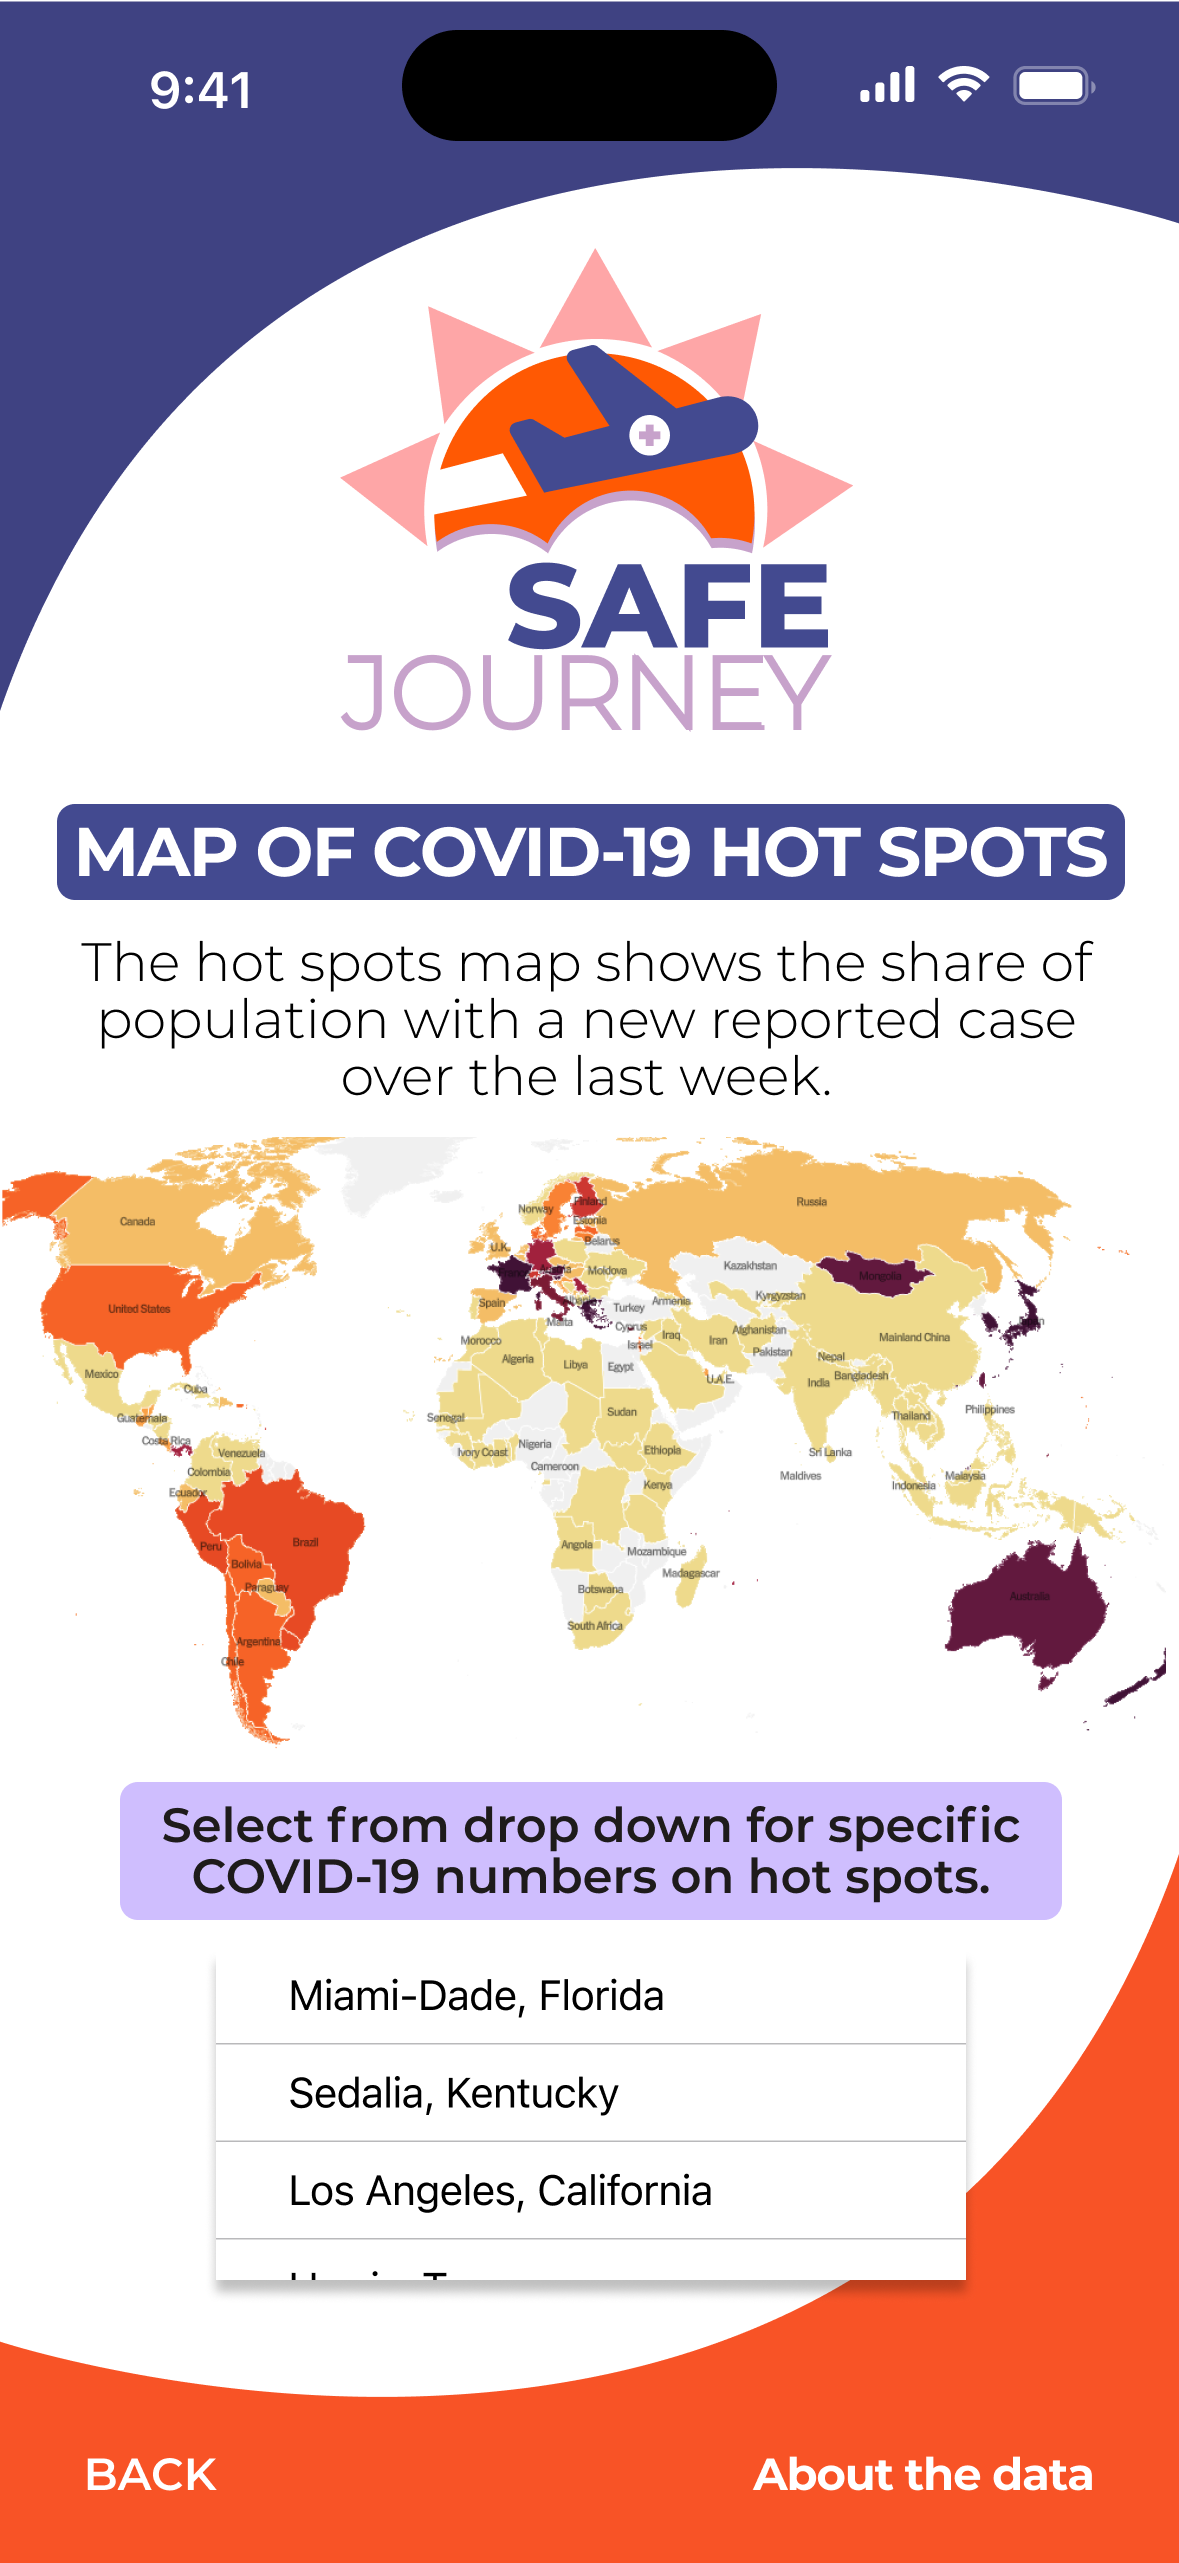 9:41
SAFE
JOURNEY
MAP OF COVID-19 HOT SPOTS
The hot spots map shows the share of
population with a new reported case
over the last week.
Canada
United States
Mexico
Cuba
Guatemala
Costa Rica
Venezuela
Colombia
Ecuador
Peru
Brazil
Bolivia
Paraguay
Argentina
Chile
Norway
Finland
Estonia
Russia
U.K.
Belarus
Moldova
Spain
Malta
Turkey
Armenia
Cyprus
Israel
Iraq
Iran
Kazakhstan
Kyrgyzstan
Afghanistan
Pakistan
Mongolia
Mainland China
Morocco
Algeria
Libya
Egypt
U.A.E.
Nepal
India
Bangladesh
Senegal
Sudan
Thailand
Philippines
Ivory Coast
Nigeria
Cameroon
Ethiopia
Kenya
Sri Lanka
Maldives
Malaysia
Indonesia
Angola
Mozambique
Madagascar
Botswana
South Africa
Australia
Select from drop down for specific
COVID-19 numbers on hot spots.
Miami-Dade, Florida
Sedalia, Kentucky
Los Angeles, California
BACK
About the data